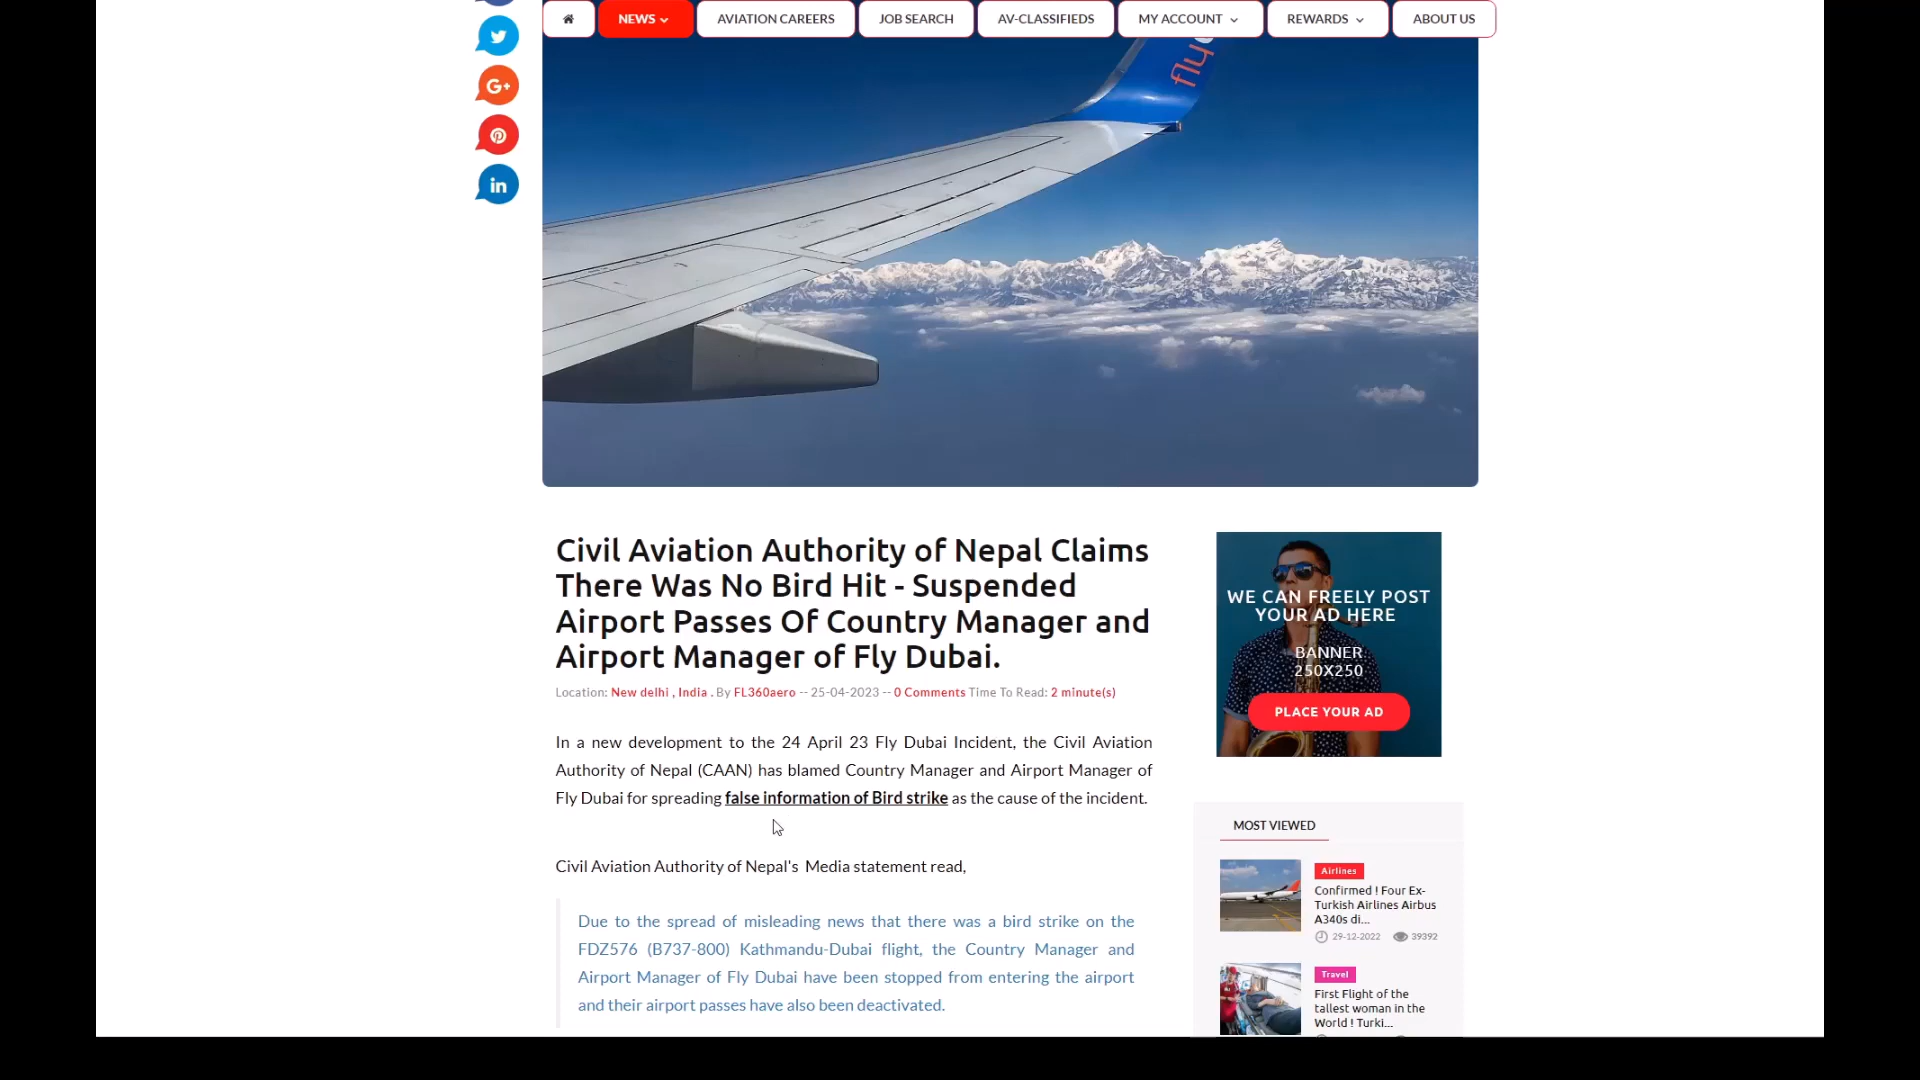 NEWS
AVIATION CAREERS
JOB SEARCH
AV-CLASSIFIEDS
MY ACCOUNT
REWARDS
ABOUT US
G+
in
fly
Civil Aviation Authority of Nepal Claims
There Was No Bird Hit - Suspended
Airport Passes Of Country Manager and
Airport Manager of Fly Dubai.
Location: New delhi , India . By FL360aero -- 25-04-2023 -- 0 Comments Time To Read: 2 minute(s)
In a new development to the 24 April 23 Fly Dubai Incident, the Civil Aviation
Authority of Nepal (CAAN) has blamed Country Manager and Airport Manager of
Fly Dubai for spreading false information of Bird strike as the cause of the incident.
Civil Aviation Authority of Nepal's Media statement read,
Due to the spread of misleading news that there was a bird strike on the
FDZ576 (B737-800) Kathmandu-Dubai flight, the Country Manager and
Airport Manager of Fly Dubai have been stopped from entering the airport
and their airport passes have also been deactivated.
WE CAN FREELY POST
YOUR AD HERE
BANNER
250X250
PLACE YOUR AD
MOST VIEWED
Airlines
Confirmed ! Four Ex-
Turkish Airlines Airbus
A340s di...
29-12-2022 39392
Travel
First Flight of the
tallest woman in the
World ! Turki...